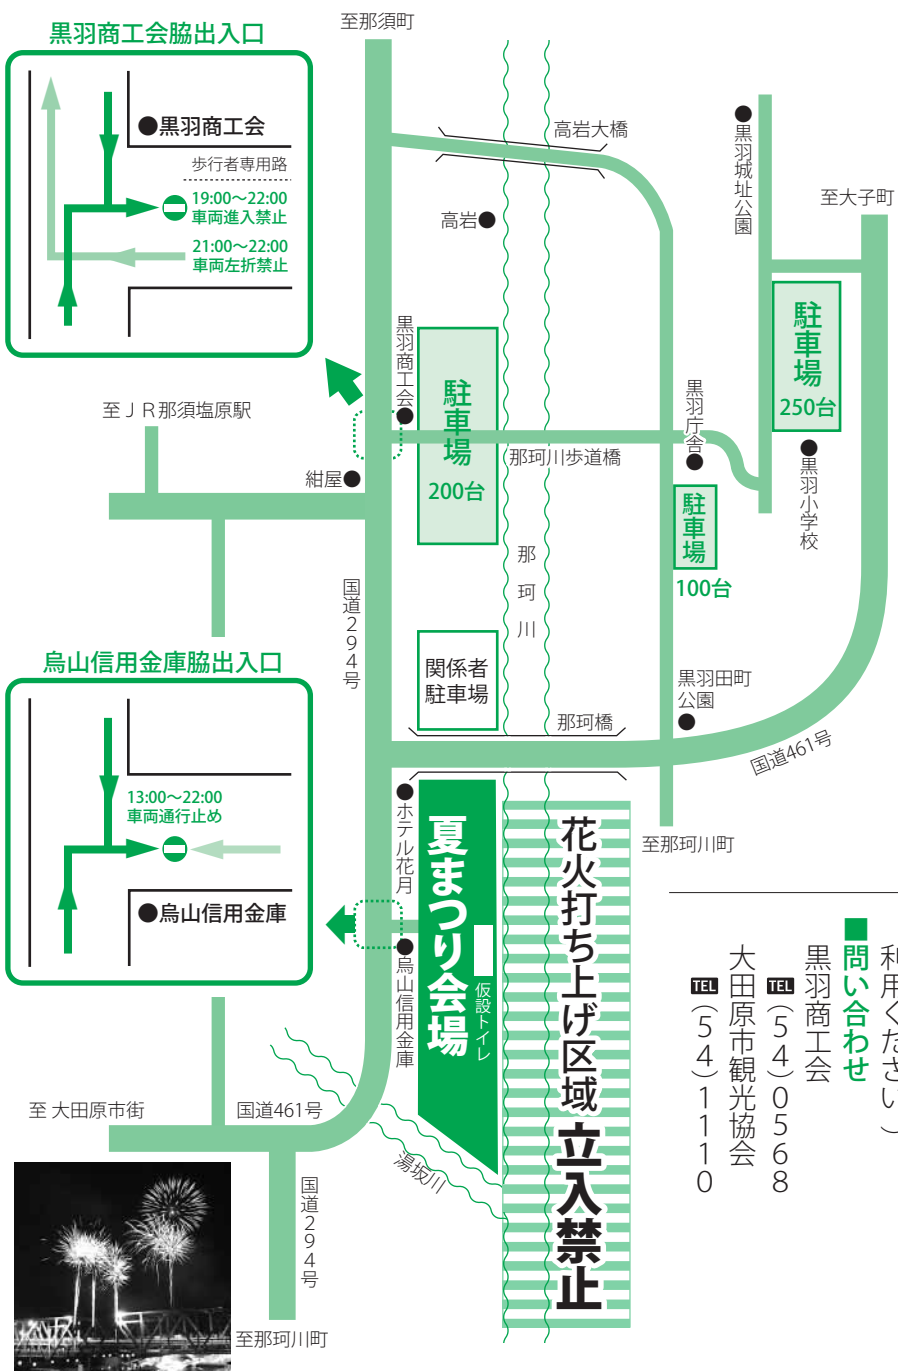 黒羽商工会脇出入口
●黒羽商工会
歩行者専用路
19:00～22:00
車両進入禁止
21:00～22:00
車両左折禁止
至那須町
高岩大橋
高岩●
●黒羽城址公園
至大子町
駐車場
250台
●黒羽小学校
黒羽商工会●
駐車場
200台
那珂川歩道橋
黒羽庁舎●
駐車場
100台
至ＪＲ那須塩原駅
紺屋●
国道294号
那珂川
関係者
駐車場
黒羽田町
公園
那珂橋
国道461号
至那珂川町
烏山信用金庫脇出入口
13:00～22:00
車両通行止め
●烏山信用金庫
●ホテル花月
●烏山信用金庫
夏まつり会場
仮設トイレ
花火打ち上げ区域 立入禁止
至 大田原市街
国道461号
湯坂川
国道294号
至那珂川町
利用ください）
■問い合わせ
黒羽商工会
TEL（５４）０５６８
大田原市観光協会
TEL（５４）１１１０